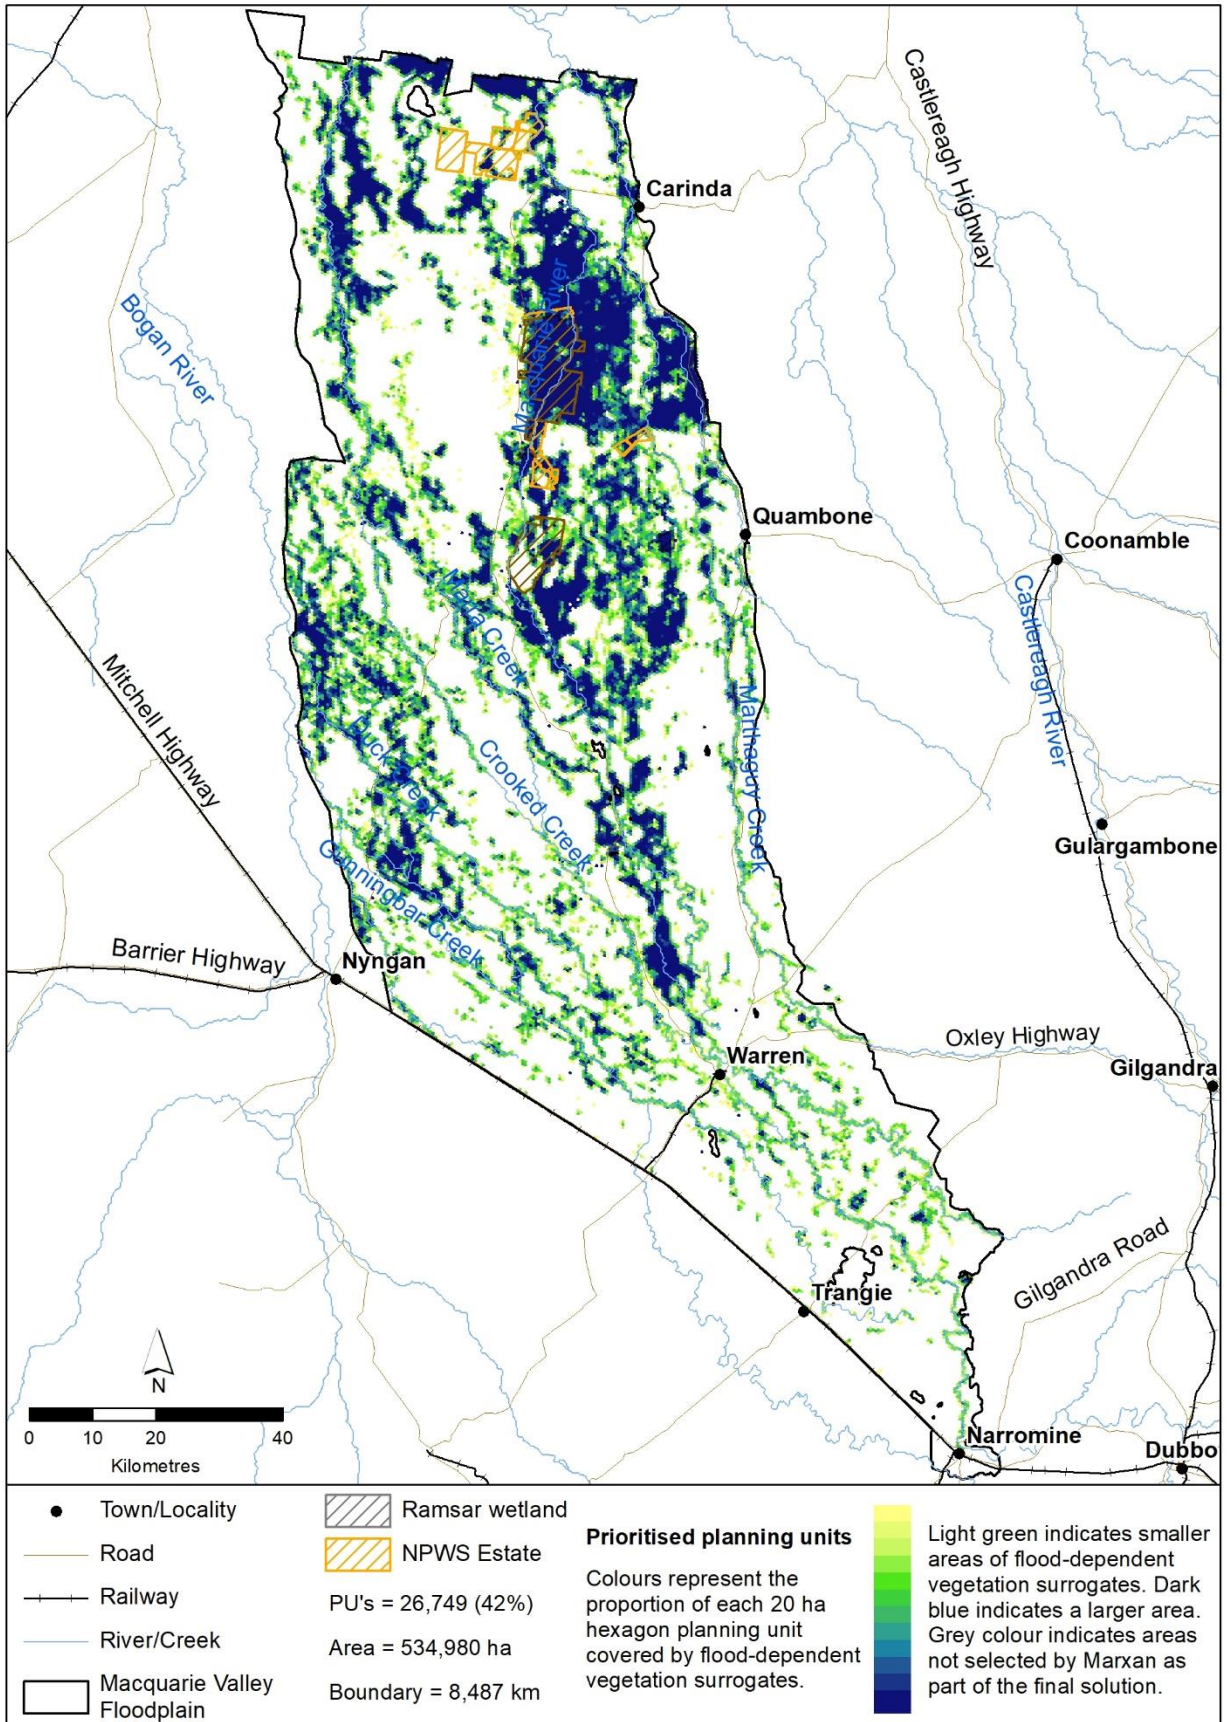 Castlereagh Highway
Carinda
Macquarie River
Bogan River
Quambone
Coonamble
Castlereagh River
Marra Creek
Mitchell Highway
Marthaguy Creek
Duck Creek
Crooked Creek
Gulargambone
Gunningbar Creek
Barrier Highway
Nyngan
Oxley Highway
Warren
Gilgandra
Gilgandra Road
Trangie
N
0 10 20 40
Kilometres
Narromine
Dubbo
Town/Locality
Road
Railway
River/Creek
Macquarie Valley
Floodplain
Ramsar wetland
NPWS Estate
PU's = 26,749 (42%)
Area = 534,980 ha
Boundary = 8,487 km
Prioritised planning units
Colours represent the
proportion of each 20 ha
hexagon planning unit
covered by flood-dependent
vegetation surrogates.
Light green indicates smaller
areas of flood-dependent
vegetation surrogates. Dark
blue indicates a larger area.
Grey colour indicates areas
not selected by Marxan as
part of the final solution.